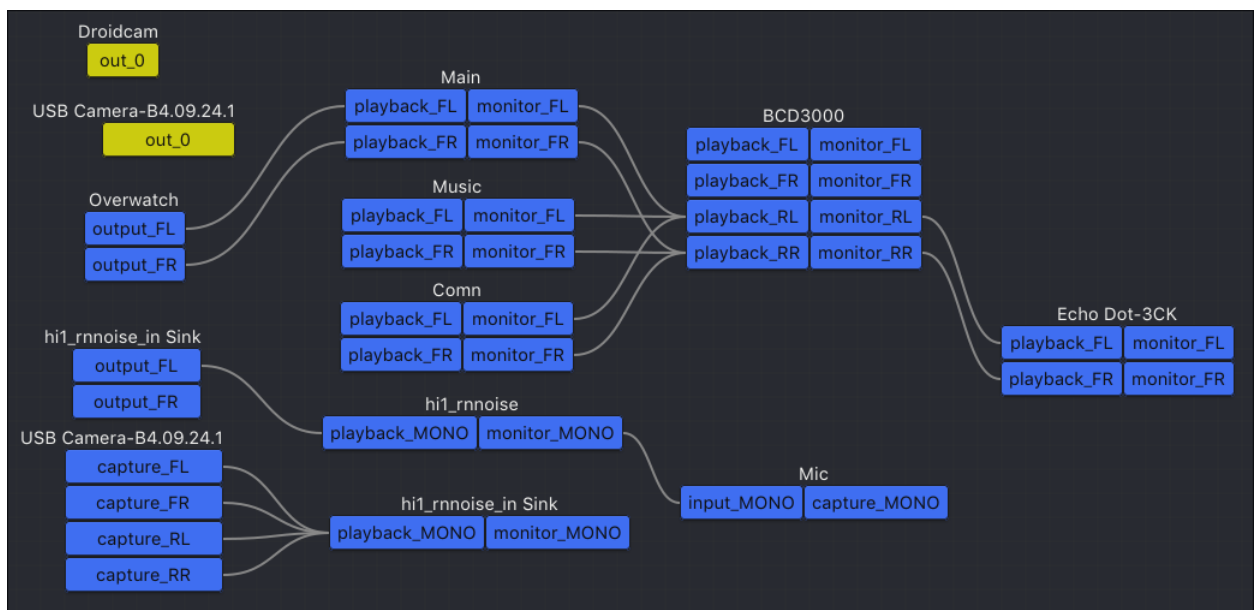 Droidcam
out_0
USB Camera-B4.09.24.1
out_0
Overwatch
output_FL
output_FR
Main
playback_FL monitor_FL
playback_FR monitor_FR
Music
playback_FL monitor_FL
playback_FR monitor_FR
Comn
playback_FL monitor_FL
playback_FR monitor_FR
BCD3000
playback_FL monitor_FL
playback_FR monitor_FR
playback_RL monitor_RL
playback_RR monitor_RR
Echo Dot-3CK
playback_FL monitor_FL
playback_FR monitor_FR
hi1_rnnoise_in Sink
output_FL
output_FR
hi1_rnnoise
playback_MONO monitor_MONO
USB Camera-B4.09.24.1
capture_FL
capture_FR
capture_RL
capture_RR
hi1_rnnoise_in Sink
playback_MONO monitor_MONO
Mic
input_MONO capture_MONO